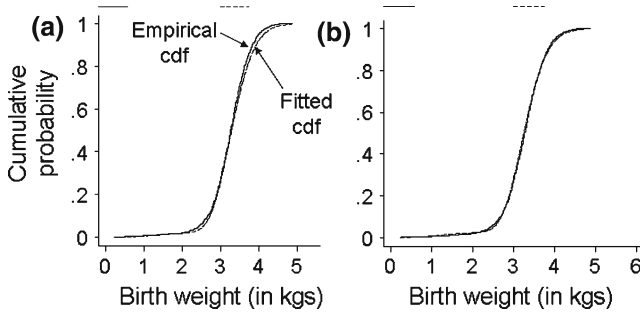 (a)
Cumulative
probability
1
.8
.6
.4
.2
0
Empirical
cdf
Fitted
cdf
0 1 2 3 4 5
Birth weight (in kgs)
(b)
1
.8
.6
.4
.2
0
0 1 2 3 4 5 6
Birth weight (in kgs)